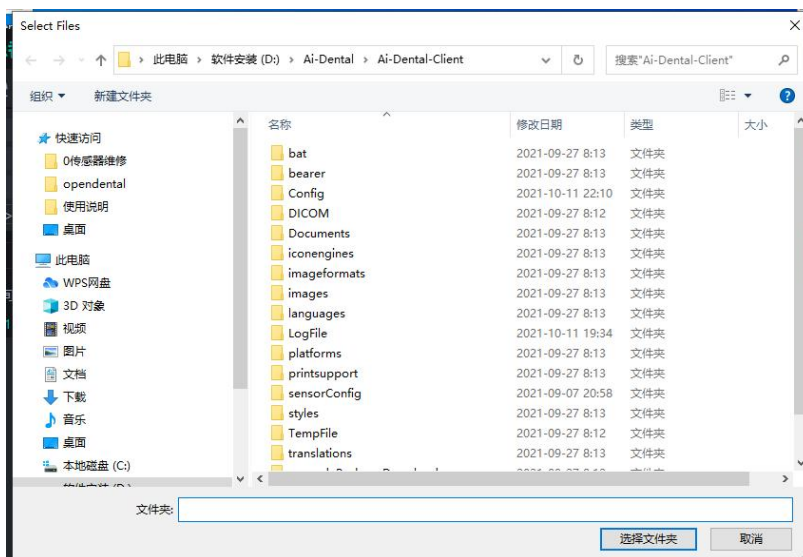 Select Files
此电脑 › 软件安装 (D:) › Ai-Dental › Ai-Dental-Client
搜索"Ai-Dental-Client"
组织 新建文件夹
快速访问
0传感器维修
opendental
使用说明
桌面
此电脑
WPS网盘
3D 对象
视频
图片
文档
下载
音乐
桌面
本地磁盘 (C:)
名称 修改日期 类型 大小
bat 2021-09-27 8:13 文件夹
bearer 2021-09-27 8:13 文件夹
Config 2021-10-11 22:10 文件夹
DICOM 2021-09-27 8:12 文件夹
Documents 2021-09-27 8:13 文件夹
iconengines 2021-09-27 8:13 文件夹
imageformats 2021-09-27 8:13 文件夹
images 2021-09-27 8:13 文件夹
languages 2021-09-27 8:13 文件夹
LogFile 2021-10-11 19:34 文件夹
platforms 2021-09-27 8:13 文件夹
printsupport 2021-09-27 8:13 文件夹
sensorConfig 2021-09-07 20:58 文件夹
styles 2021-09-27 8:13 文件夹
TempFile 2021-09-27 8:12 文件夹
translations 2021-09-27 8:13 文件夹
文件夹:
选择文件夹 取消